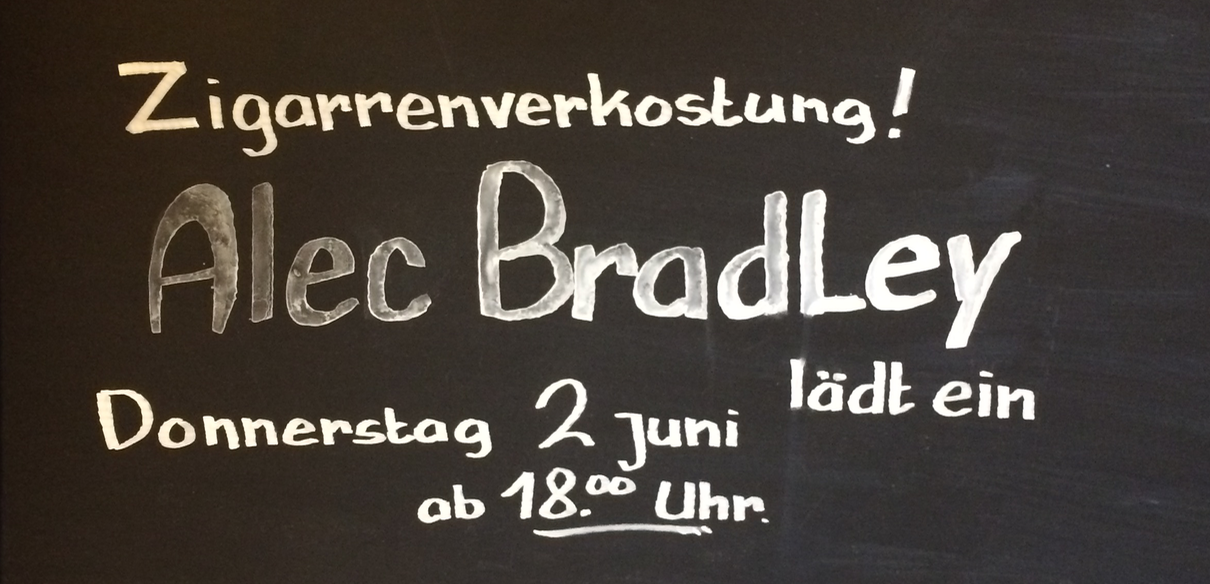 Zigarrenverkostung!
Alec Bradley
lädt ein
Donnerstag 2 Juni
ab 18.00 Uhr.